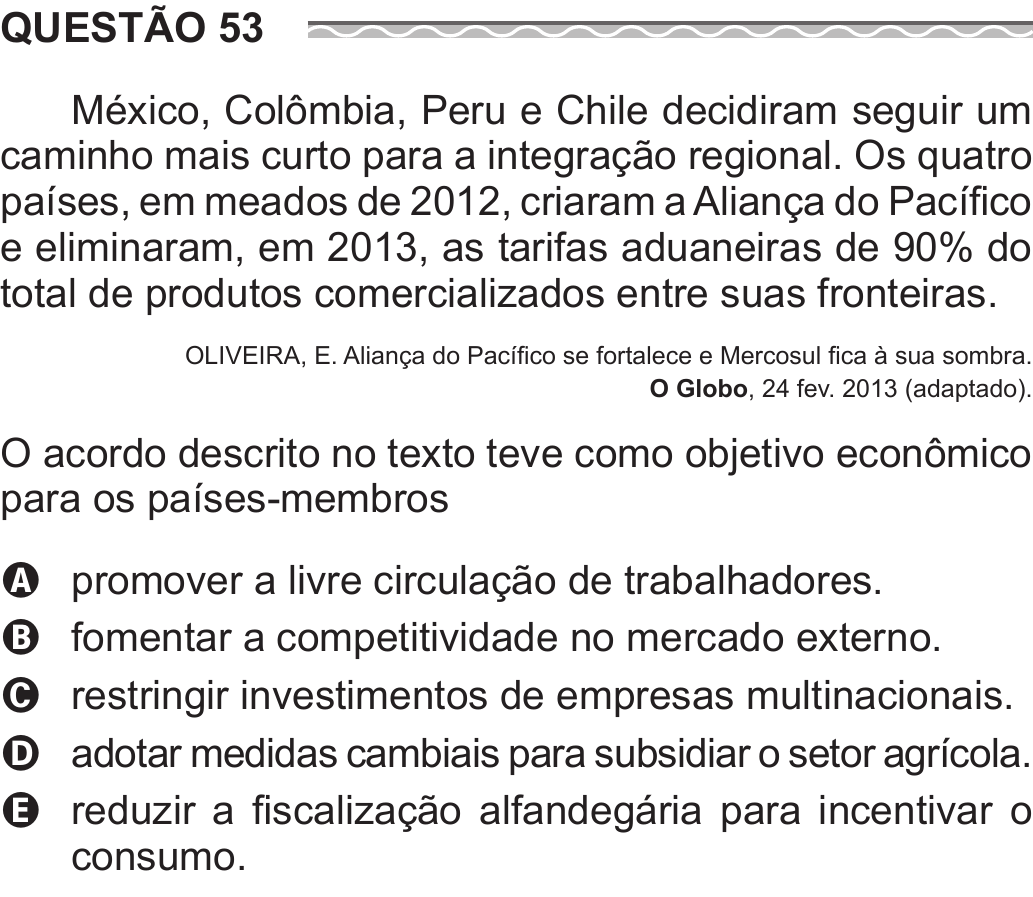 QUESTÃO 53
México, Colômbia, Peru e Chile decidiram seguir um
caminho mais curto para a integração regional. Os quatro
países, em meados de 2012, criaram a Aliança do Pacífico
e eliminaram, em 2013, as tarifas aduaneiras de 90% do
total de produtos comercializados entre suas fronteiras.
OLIVEIRA, E. Aliança do Pacífico se fortalece e Mercosul fica à sua sombra.
O Globo, 24 fev. 2013 (adaptado).
O acordo descrito no texto teve como objetivo econômico
para os países-membros
A promover a livre circulação de trabalhadores.
B fomentar a competitividade no mercado externo.
C restringir investimentos de empresas multinacionais.
D adotar medidas cambiais para subsidiar o setor agrícola.
E reduzir a fiscalização alfandegária para incentivar o
consumo.